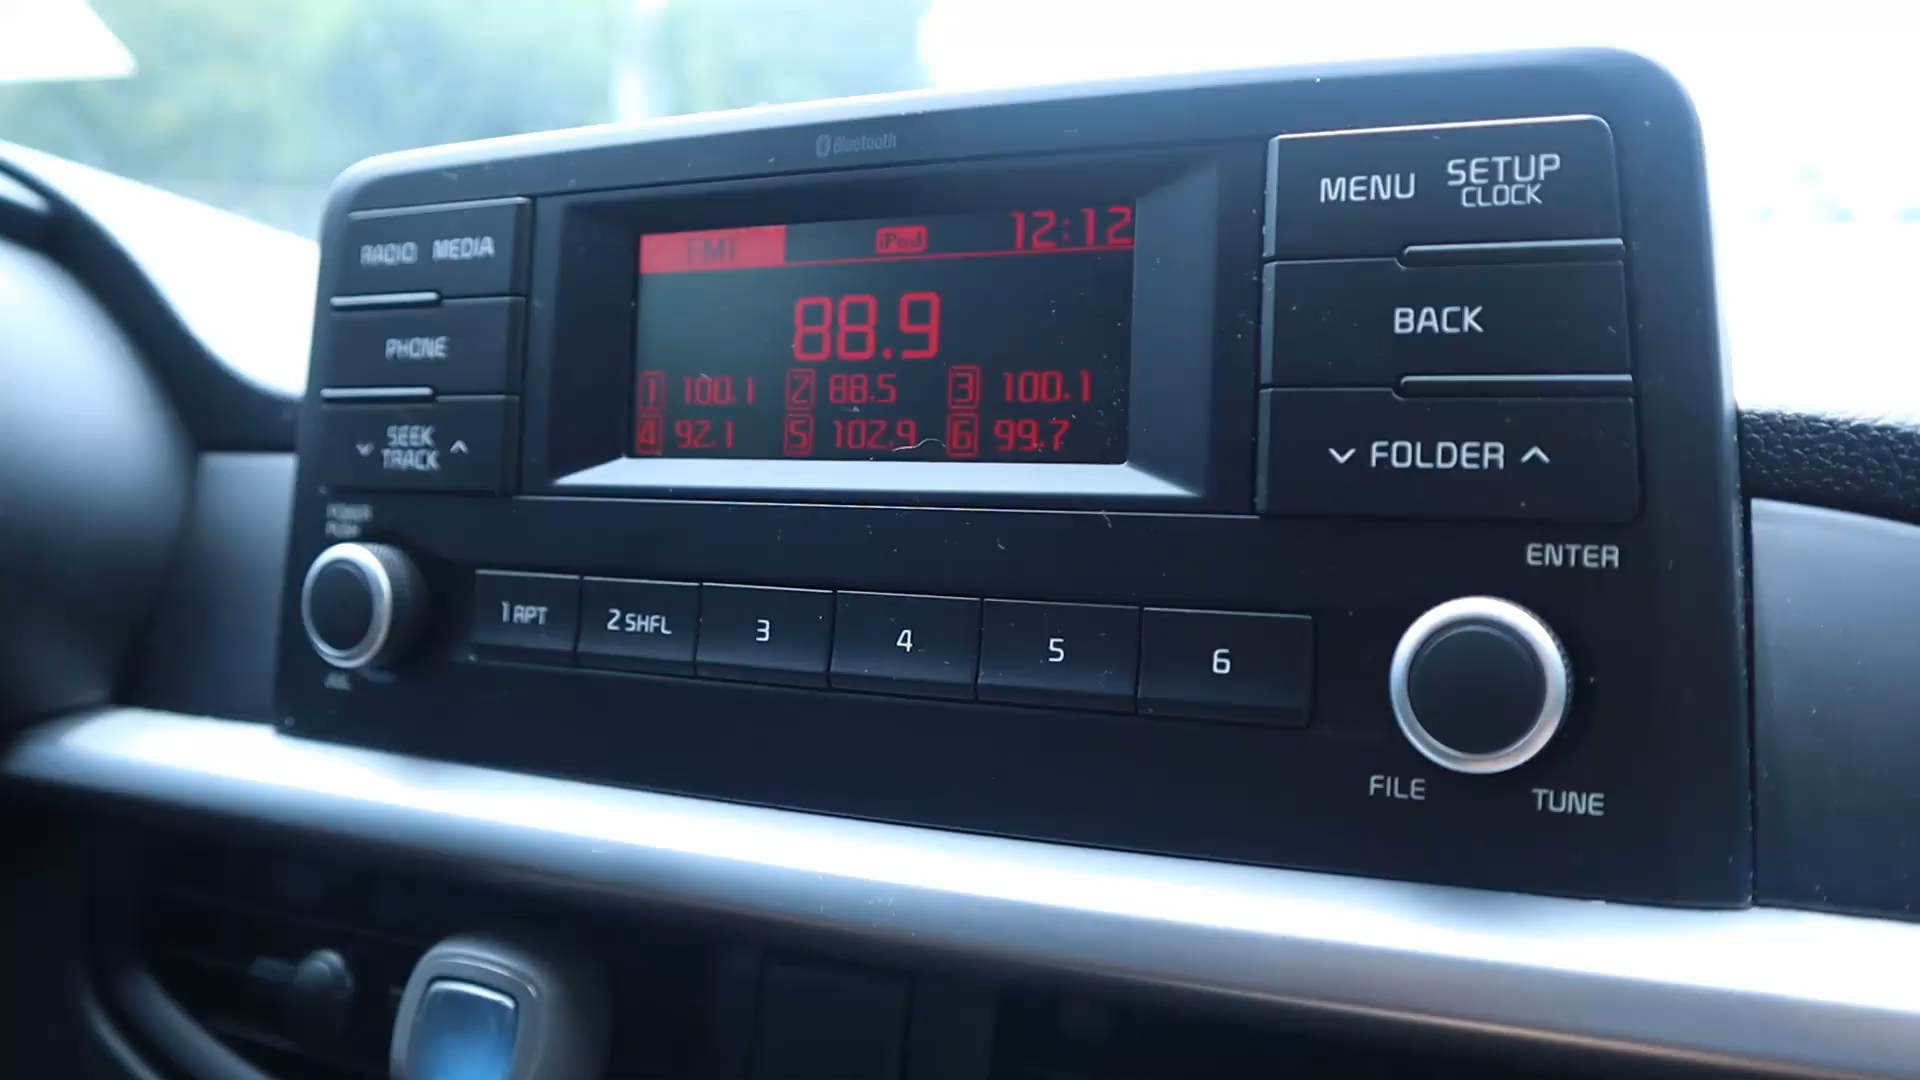 Bluetooth
RADIO MEDIA
PHONE
SEEK
TRACK
POWER
PUSH
FM1 iPod 12:12
88.9
1 100.1 2 88.5 3 100.1
4 92.1 5 102.9 6 99.7
MENU SETUP
CLOCK
BACK
FOLDER
1 RPT 2 SHFL 3 4 5 6
ENTER
FILE TUNE